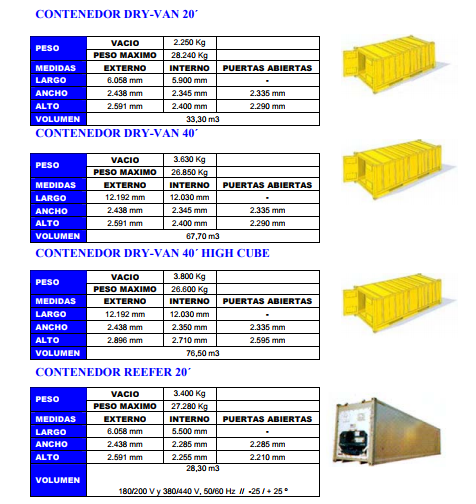 CONTENEDOR DRY-VAN 20´
PESO VACIO 2.250 Kg
PESO MAXIMO 28.240 Kg
MEDIDAS EXTERNO INTERNO PUERTAS ABIERTAS
LARGO 6.058 mm 5.900 mm -
ANCHO 2.438 mm 2.345 mm 2.335 mm
ALTO 2.591 mm 2.400 mm 2.290 mm
VOLUMEN 33,30 m3
CONTENEDOR DRY-VAN 40´
PESO VACIO 3.630 Kg
PESO MAXIMO 26.850 Kg
MEDIDAS EXTERNO INTERNO PUERTAS ABIERTAS
LARGO 12.192 mm 12.030 mm -
ANCHO 2.438 mm 2.345 mm 2.335 mm
ALTO 2.591 mm 2.400 mm 2.290 mm
VOLUMEN 67,70 m3
CONTENEDOR DRY-VAN 40´ HIGH CUBE
PESO VACIO 3.800 Kg
PESO MAXIMO 26.600 Kg
MEDIDAS EXTERNO INTERNO PUERTAS ABIERTAS
LARGO 12.192 mm 12.030 mm -
ANCHO 2.438 mm 2.350 mm 2.335 mm
ALTO 2.896 mm 2.710 mm 2.595 mm
VOLUMEN 76,50 m3
CONTENEDOR REEFER 20´
PESO VACIO 3.400 Kg
PESO MAXIMO 27.280 Kg
MEDIDAS EXTERNO INTERNO PUERTAS ABIERTAS
LARGO 6.058 mm 5.500 mm -
ANCHO 2.438 mm 2.285 mm 2.285 mm
ALTO 2.591 mm 2.255 mm 2.210 mm
VOLUMEN 28,30 m3
180/200 V y 380/440 V, 50/60 Hz // -25 / + 25 º